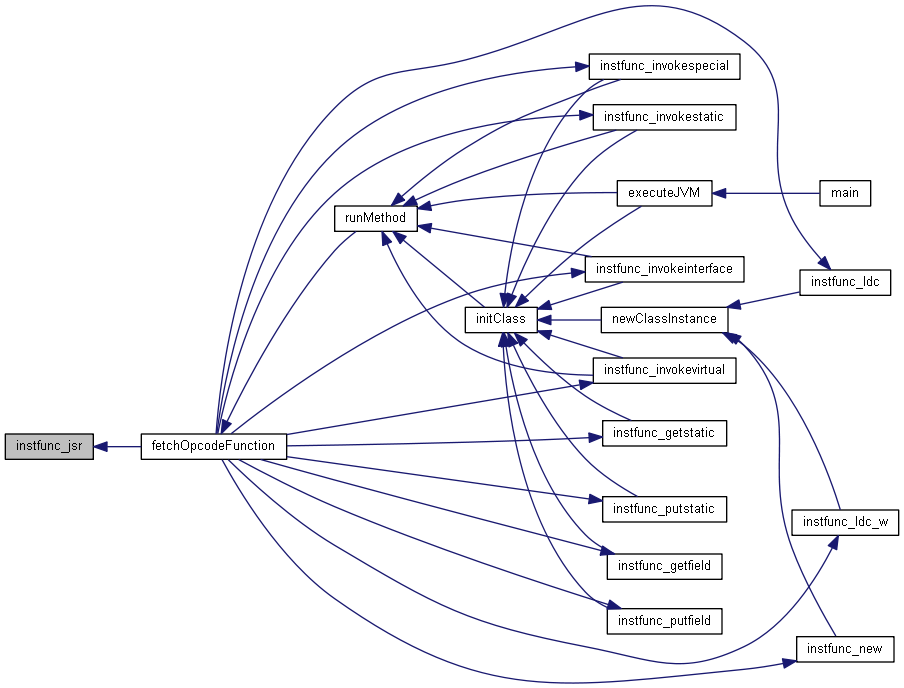 instfunc_invokespecial
instfunc_invokestatic
executeJVM
main
runMethod
instfunc_invokeinterface
instfunc_ldc
initClass
newClassInstance
instfunc_invokevirtual
instfunc_getstatic
instfunc_jsr
fetchOpcodeFunction
instfunc_putstatic
instfunc_ldc_w
instfunc_getfield
instfunc_putfield
instfunc_new